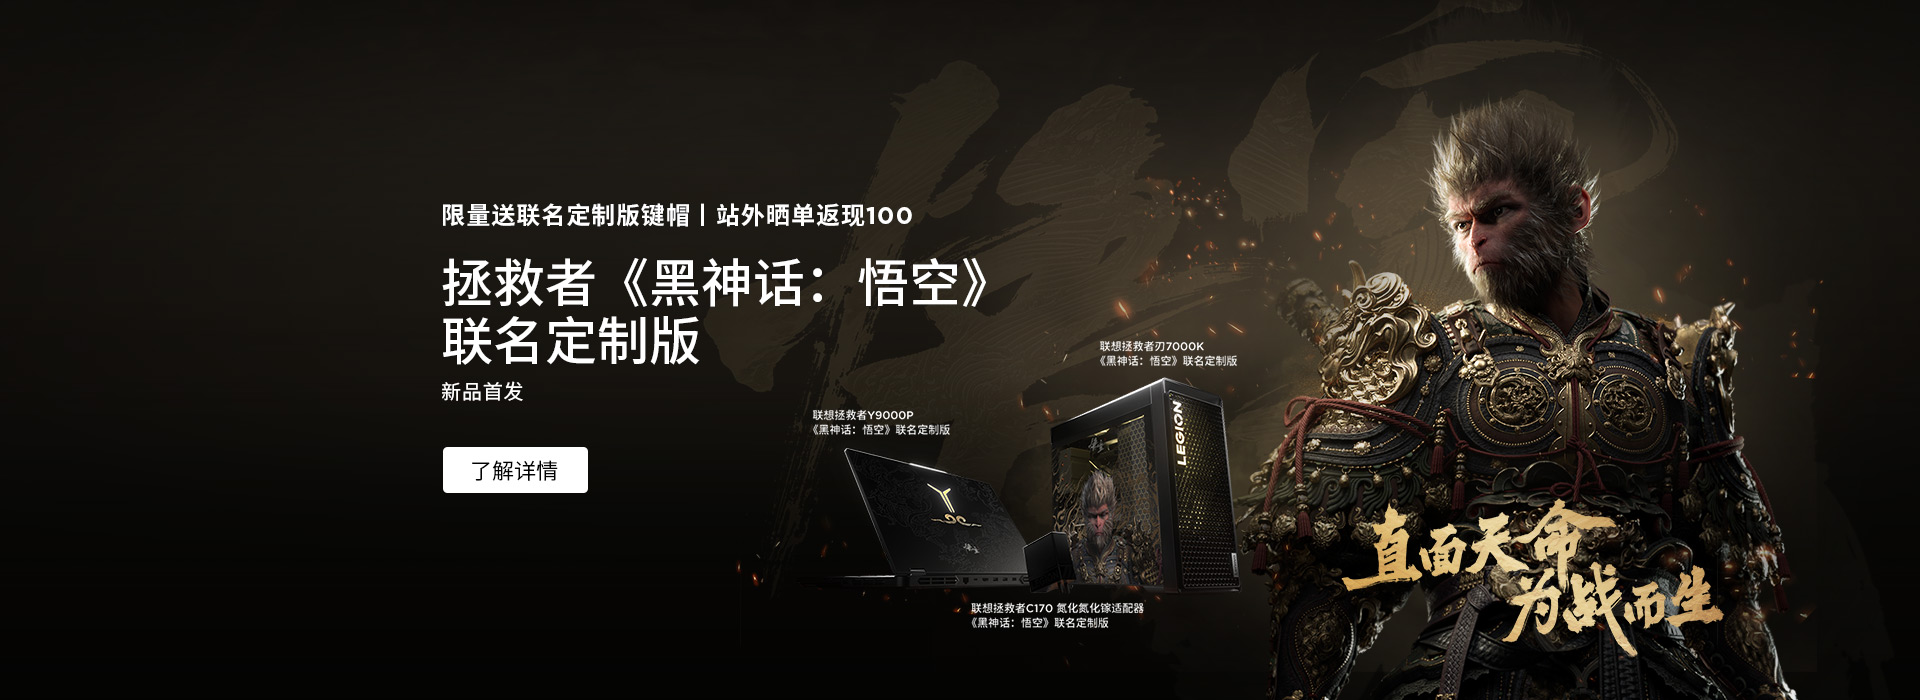 限量送联名定制版键帽丨站外晒单返现100
拯救者《黑神话：悟空》
联名定制版
新品首发
了解详情
联想拯救者刃7000K
《黑神话：悟空》联名定制版
联想拯救者Y9000P
《黑神话：悟空》联名定制版
LEGION
联想拯救者C170 氮化氮化镓适配器
《黑神话：悟空》联名定制版
直面天命
为战而生
悟空